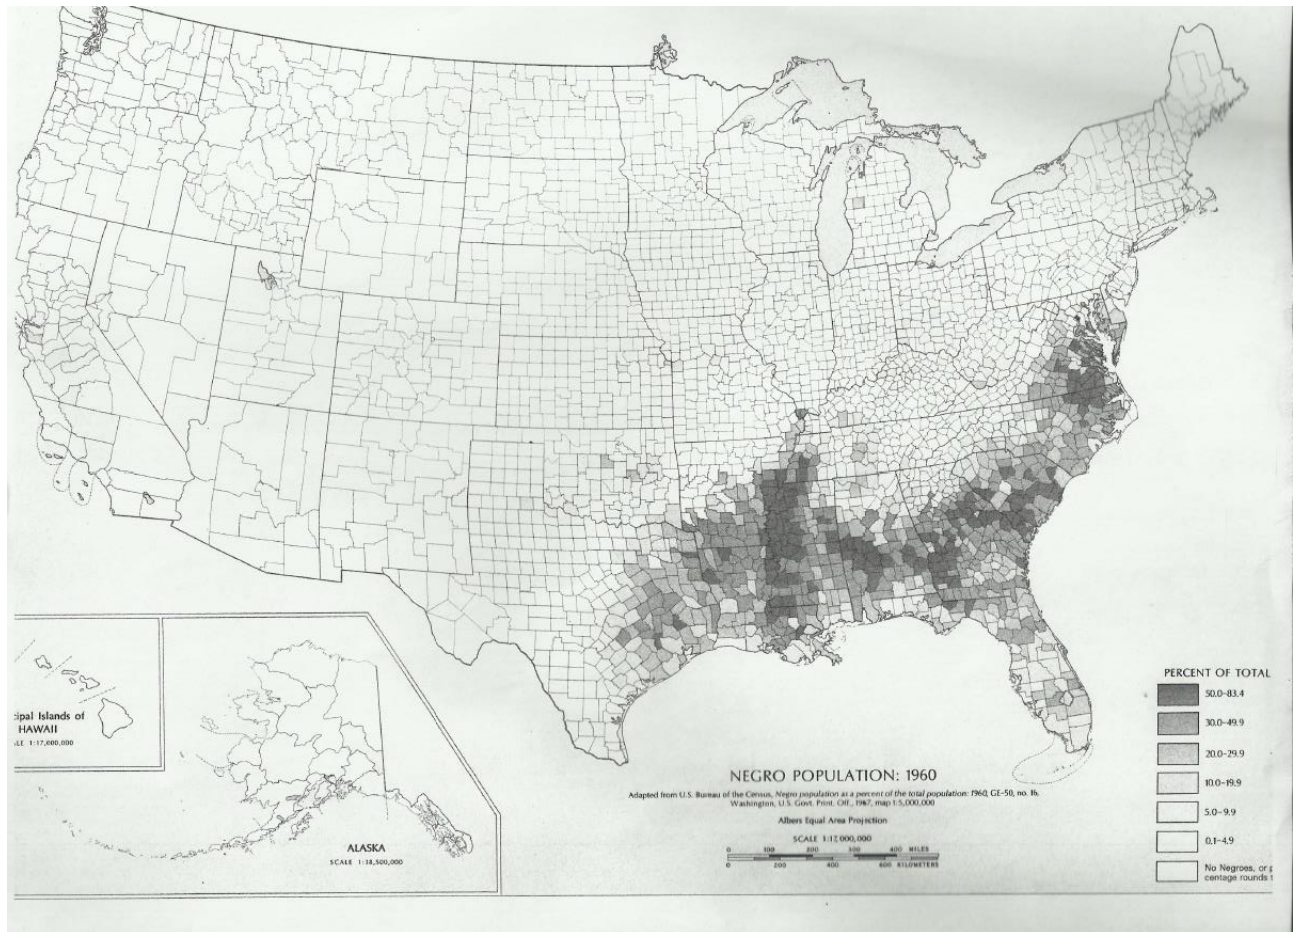 cipal Islands of
HAWAII
LE 1:17,000,000
ALASKA
SCALE 1:18,500,000
NEGRO POPULATION: 1960
Adapted from U.S. Bureau of the Census, Negro population as a percent of the total population: 1960, GE-50, no. 16.
Washington, U.S. Govt. Print. Off., 1967, map 1:5,000,000
Albers Equal Area Projection
SCALE 1:17,000,000
0 100 200 300 400 MILES
0 200 400 600 KILOMETERS
PERCENT OF TOTAL
50.0-83.4
30.0-49.9
20.0-29.9
10.0-19.9
5.0-9.9
0.1-4.9
No Negroes, or p
centage rounds t